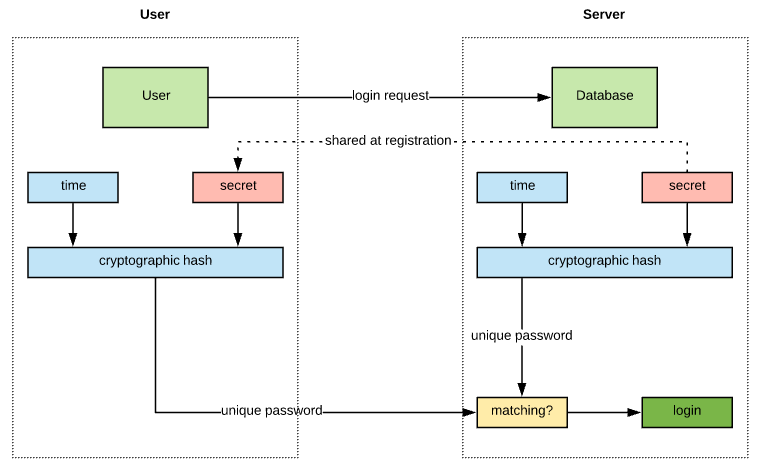 User
Server
User
login request
Database
shared at registration
time
secret
time
secret
cryptographic hash
cryptographic hash
unique password
unique password
matching?
login